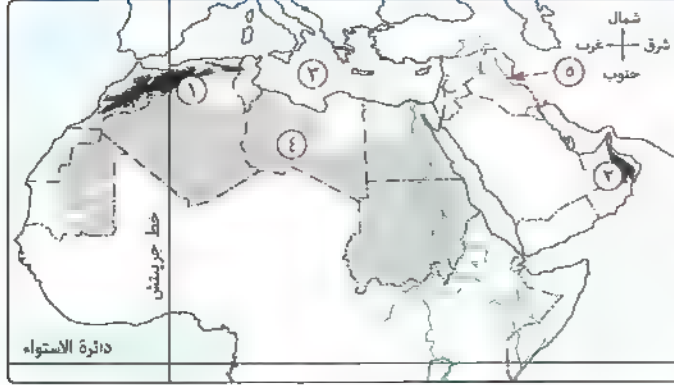 شمال
شرق غرب
جنوب
٥
٣
١
٤
٢
خط جرينتش
دائرة الاستواء